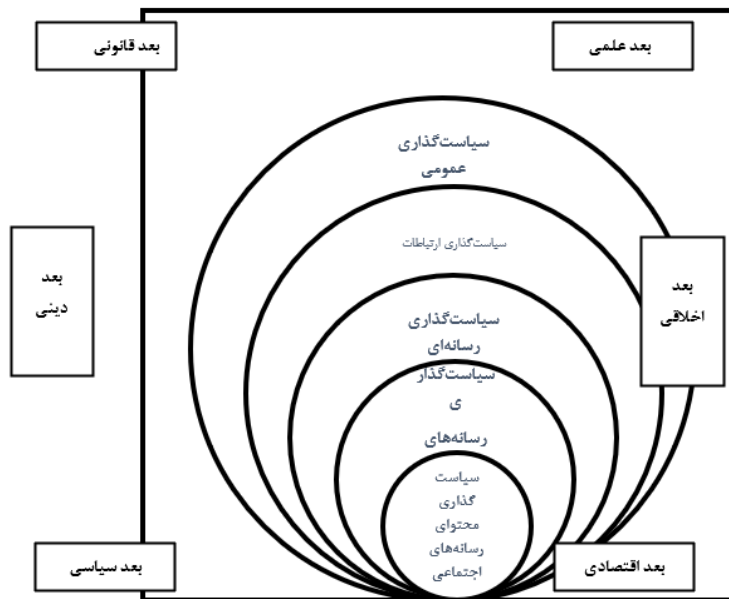 بعد علمی
بعد قانونی
سیاست‌گذاری
عمومی
سیاست‌گذاری ارتباطات
بعد
اخلاقی
بعد
دینی
سیاست‌گذاری
رسانه‌ای
سیاست‌گذار
ی
رسانه‌های
سیاست
گذاری
محتوای
رسانه‌های
اجتماعی
بعد اقتصادی
بعد سیاسی